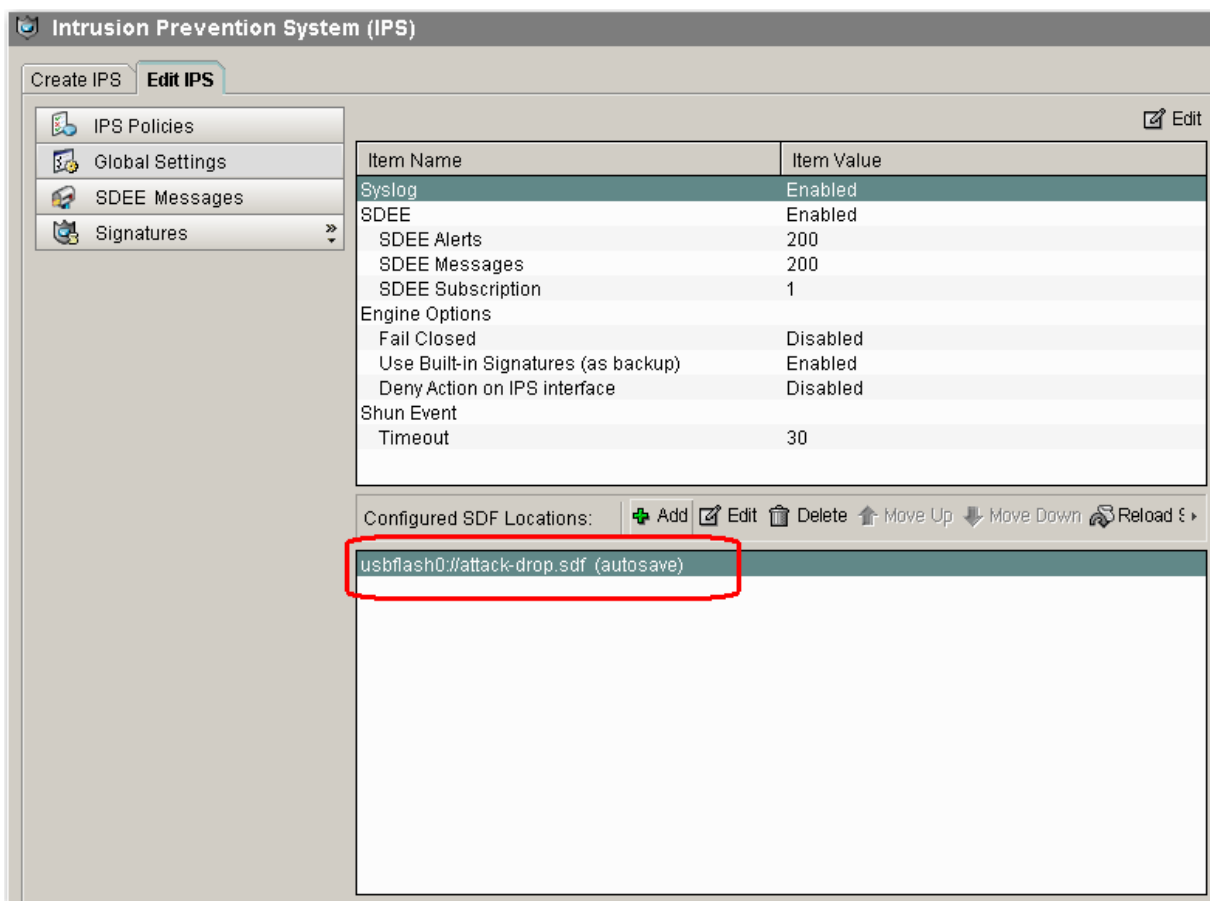 Intrusion Prevention System (IPS)
Create IPS Edit IPS
IPS Policies
Global Settings
SDEE Messages
Signatures
Edit
Item Name Item Value
Syslog Enabled
SDEE Enabled
SDEE Alerts 200
SDEE Messages 200
SDEE Subscription 1
Engine Options
Fail Closed Disabled
Use Built-in Signatures (as backup) Enabled
Deny Action on IPS interface Disabled
Shun Event
Timeout 30
Configured SDF Locations: Add Edit Delete Move Up Move Down Reload
usbflash0://attack-drop.sdf (autosave)